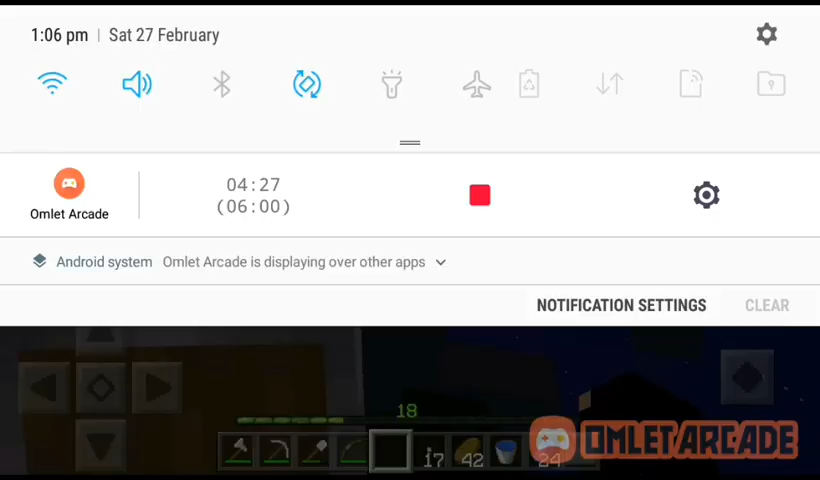 1:06 pm | Sat 27 February
04:27
(06:00)
Omlet Arcade
Android system Omlet Arcade is displaying over other apps
NOTIFICATION SETTINGS CLEAR
18
OMLET ARCADE
17 42 24